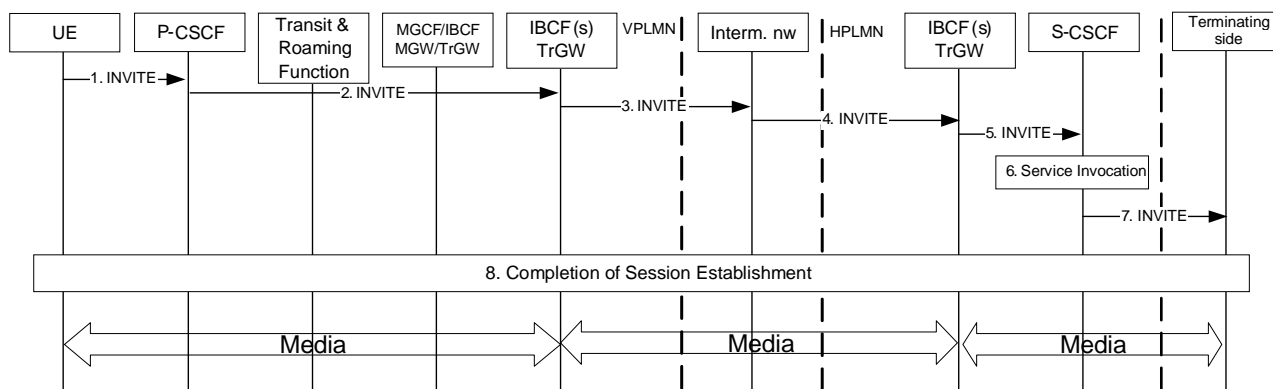 UE
P-CSCF
Transit &
Roaming
Function
MGCF/IBCF
MGW/TrGW
IBCF(s)
TrGW
VPLMN
Interm. nw
HPLMN
IBCF(s)
TrGW
S-CSCF
Terminating
side
1. INVITE
2. INVITE
3. INVITE
4. INVITE
5. INVITE
6. Service Invocation
7. INVITE
8. Completion of Session Establishment
Media
Media
Media